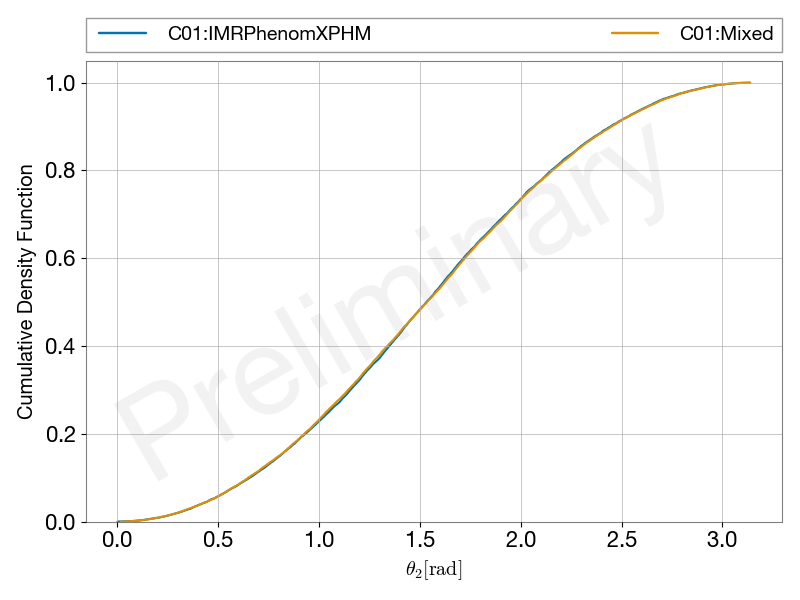 C01:IMRPhenomXPHM C01:Mixed
Cumulative Density Function
1.0
0.8
0.6
0.4
0.2
0.0
Preliminary
0.0 0.5 1.0 1.5 2.0 2.5 3.0
θ₂[rad]